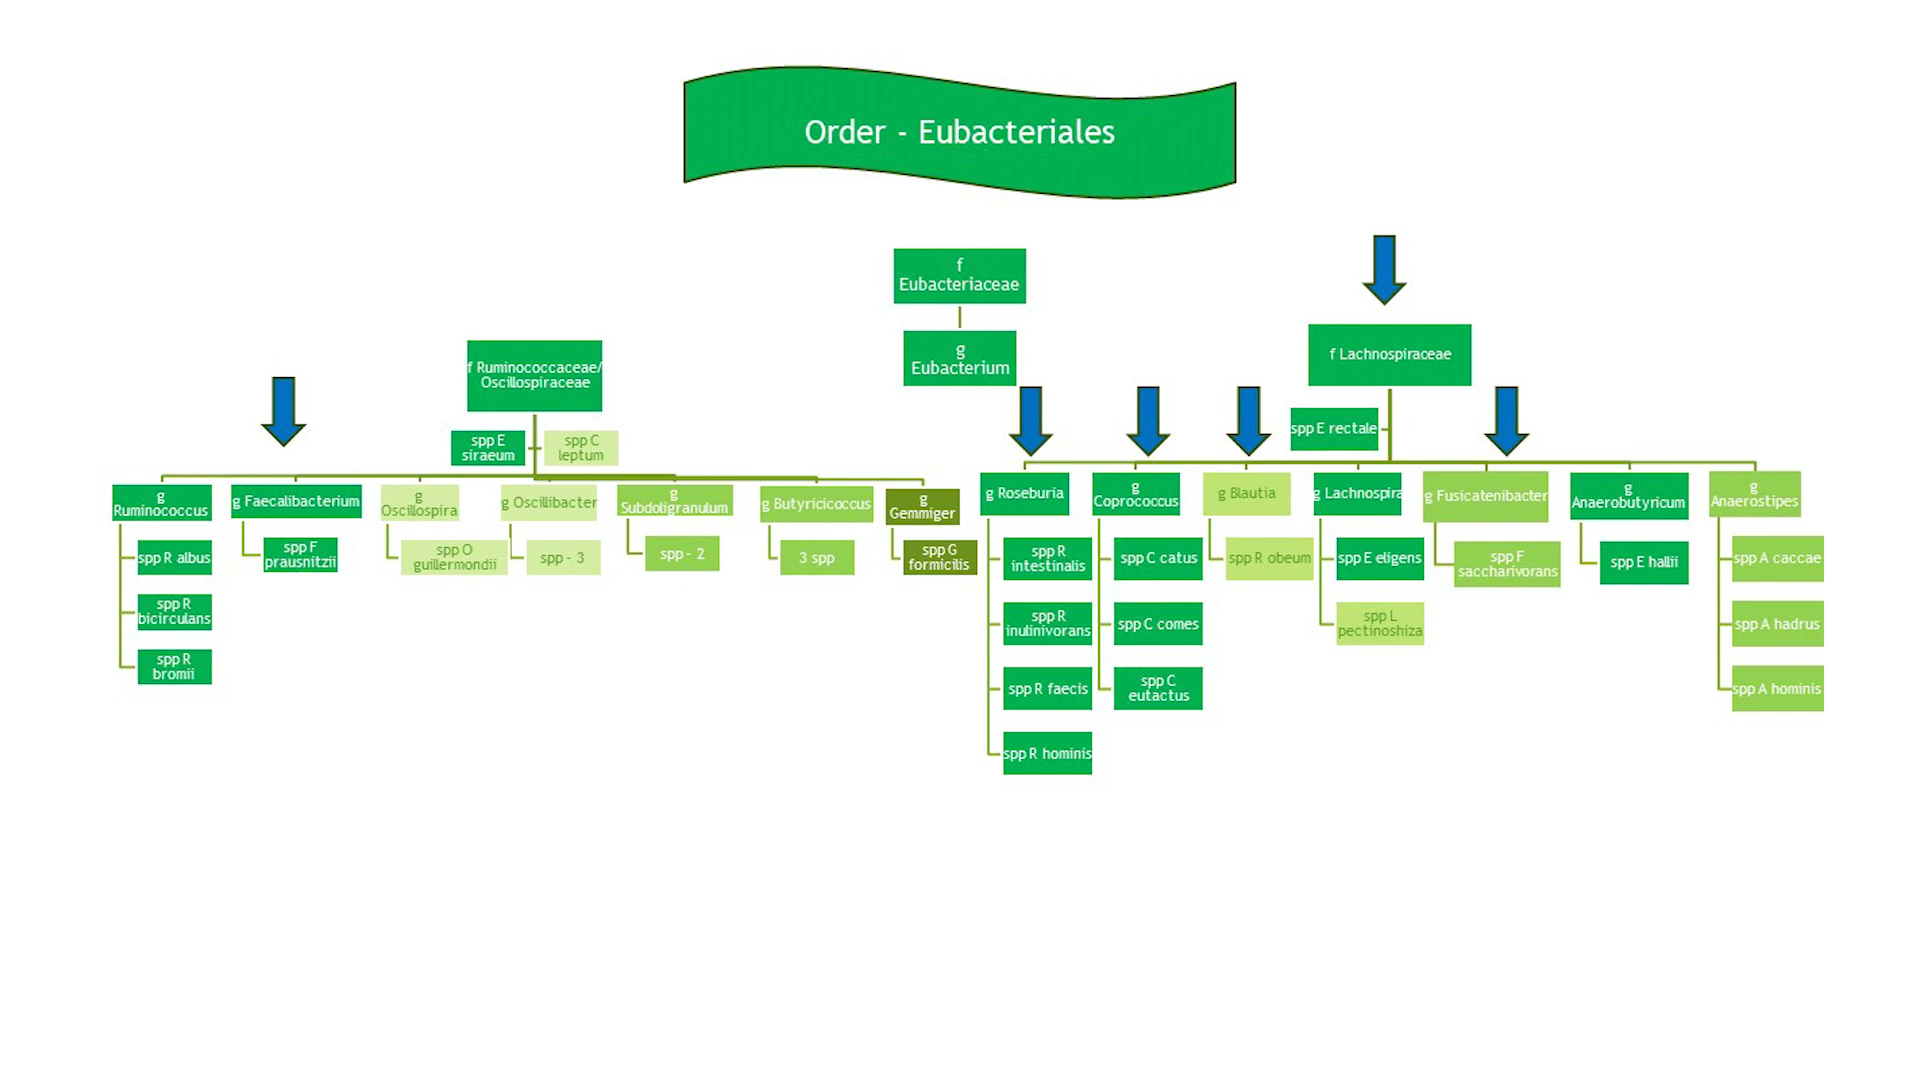 Order - Eubacteriales
f
Eubacteriaceae
g
Eubacterium
f Ruminococcaceae/
Oscillospiraceae
spp E
siraeum
spp C
leptum
g
Ruminococcus
spp R albus
spp R
bicirculans
spp R
bromii
g Faecalibacterium
spp F
prausnitzii
g
Oscillospira
spp O
guillermondii
g Oscillibacter
spp - 3
g
Subdoligranulum
spp - 2
g Butyricicoccus
3 spp
g
Gemmiger
spp G
formicilis
f Lachnospiraceae
spp E rectale
g Roseburia
spp R
intestinalis
spp R
inulinivorans
spp R faecis
spp R hominis
g
Coprococcus
spp C catus
spp C comes
spp C
eutactus
g Blautia
spp R obeum
g Lachnospira
spp E eligens
spp L
pectinoshiza
g Fusicatenibacter
spp F
saccharivorans
g
Anaerobutyricum
spp E hallii
g
Anaerostipes
spp A caccae
spp A hadrus
spp A hominis